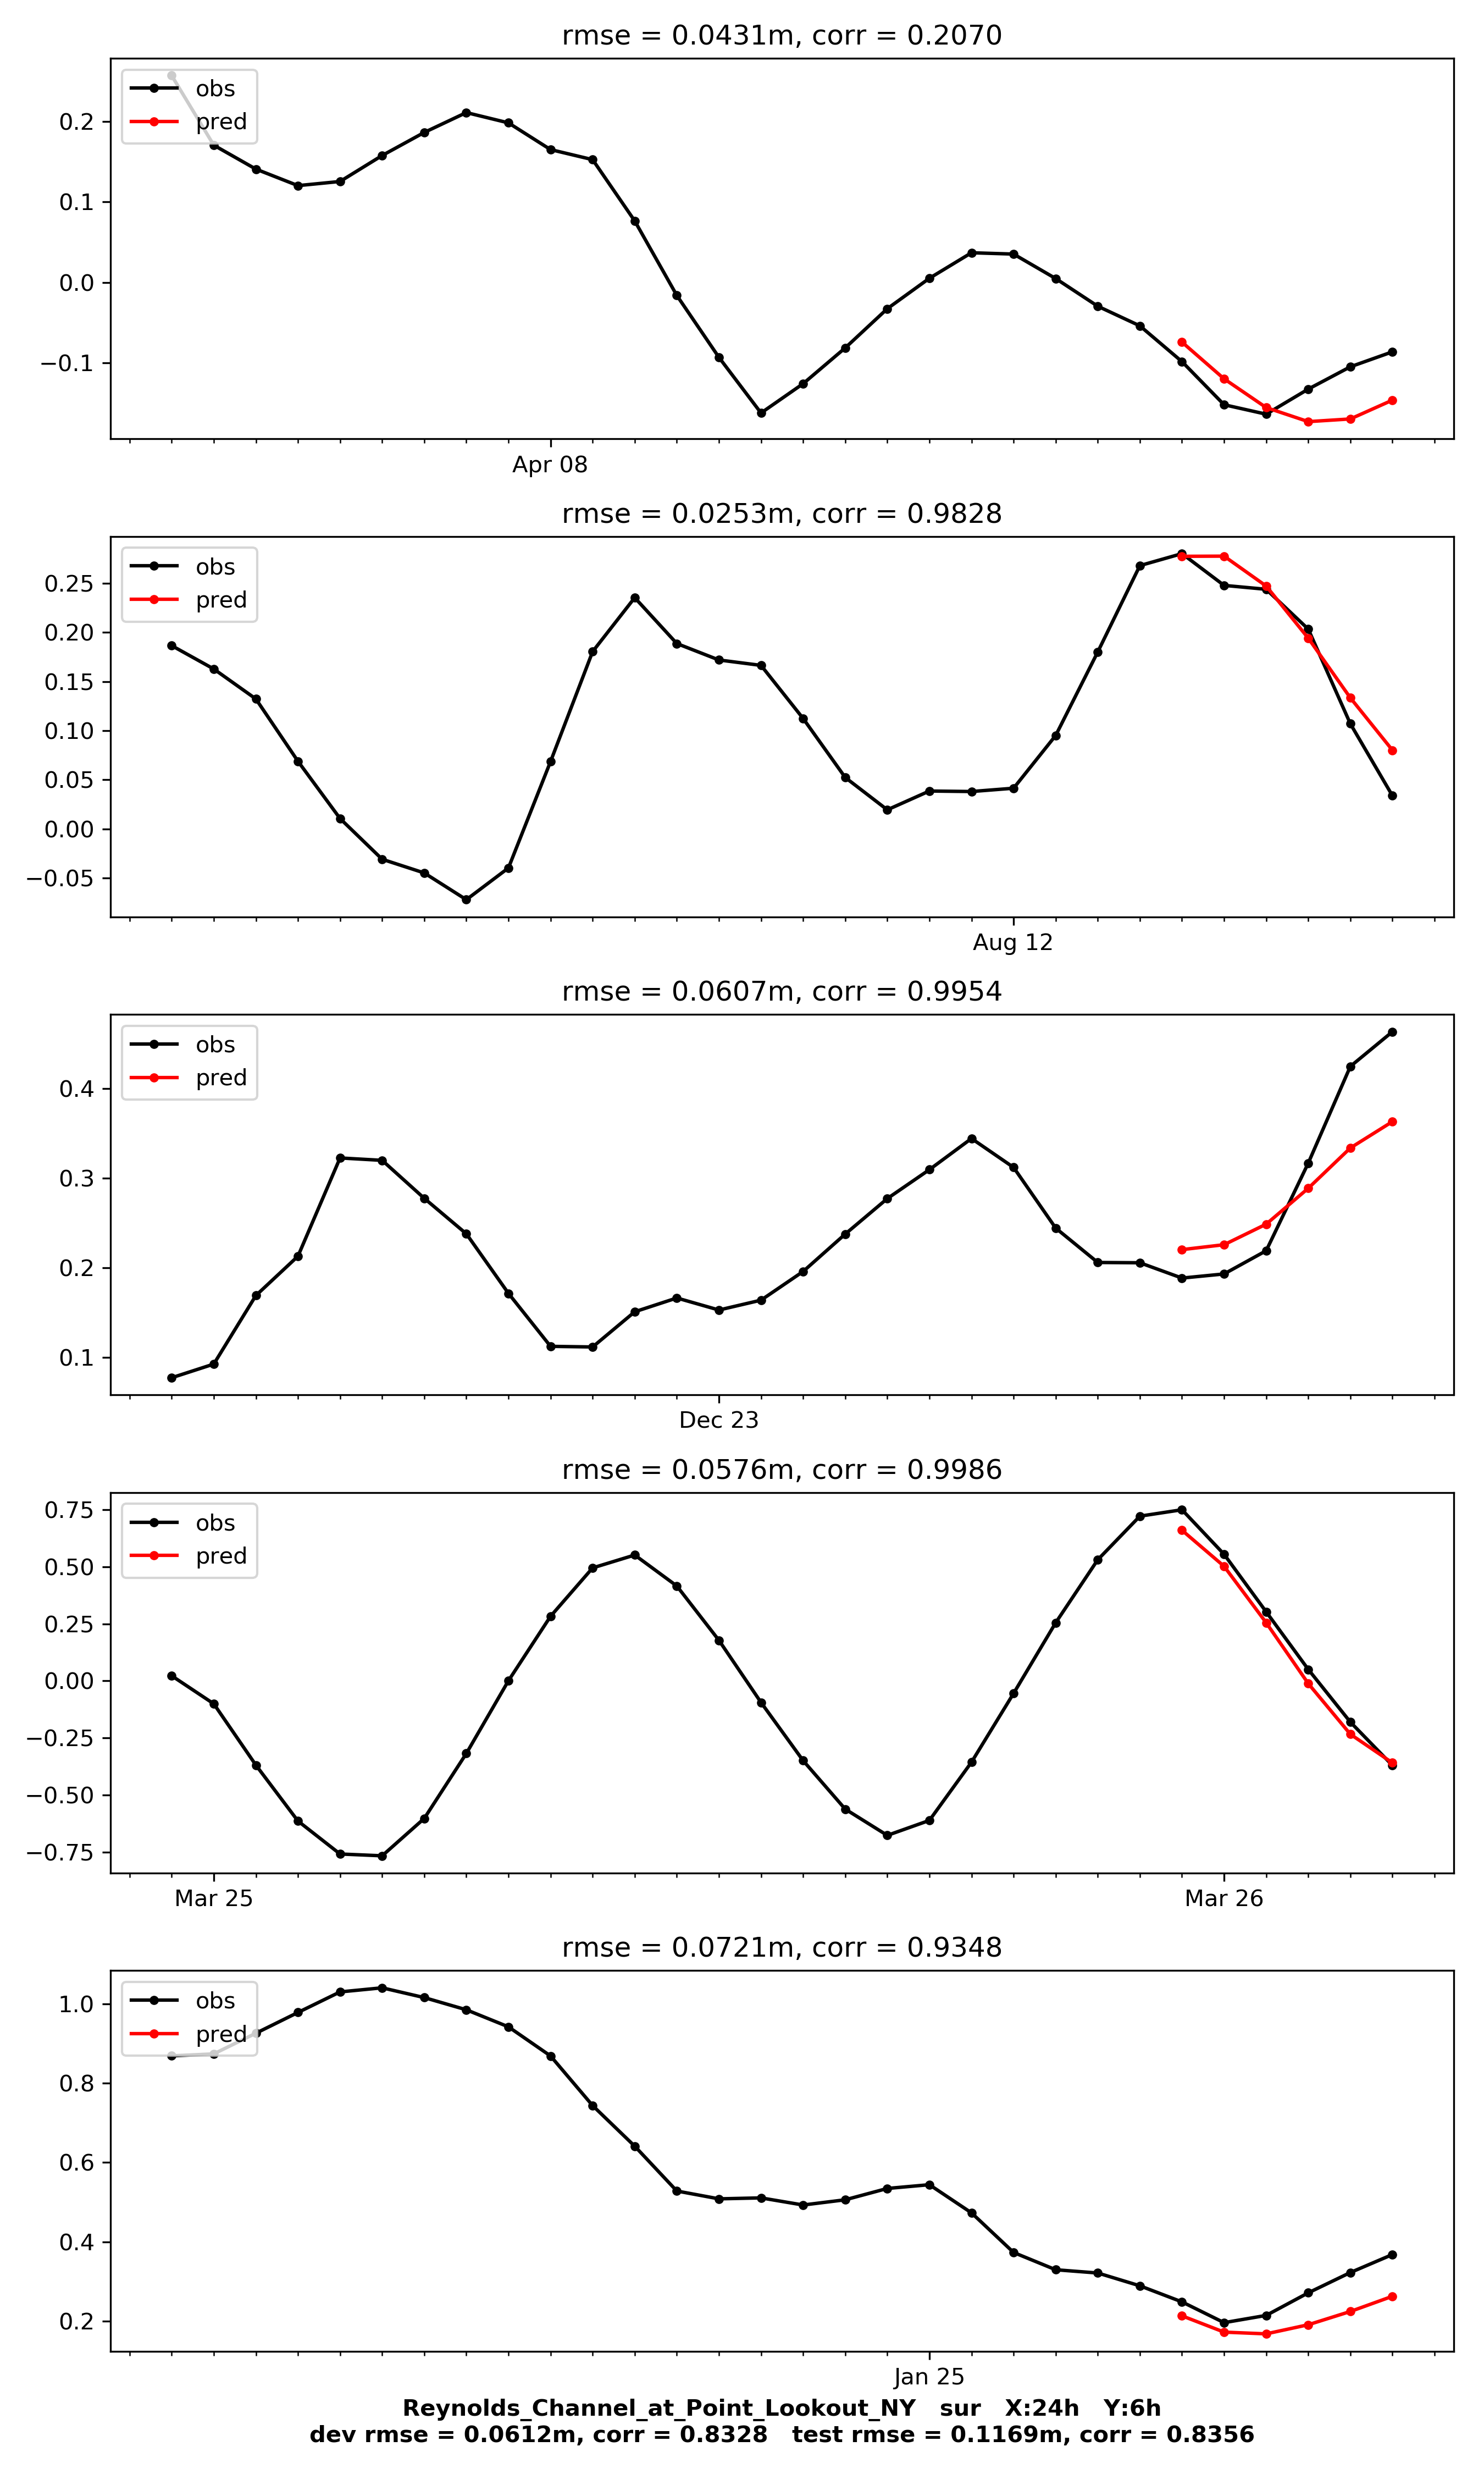 rmse = 0.0431m, corr = 0.2070
obs
pred
0.2
0.1
0.0
−0.1
Apr 08
rmse = 0.0253m, corr = 0.9828
obs
pred
0.25
0.20
0.15
0.10
0.05
0.00
−0.05
Aug 12
rmse = 0.0607m, corr = 0.9954
obs
pred
0.4
0.3
0.2
0.1
Dec 23
rmse = 0.0576m, corr = 0.9986
obs
pred
0.75
0.50
0.25
0.00
−0.25
−0.50
−0.75
Mar 25 Mar 26
rmse = 0.0721m, corr = 0.9348
obs
pred
1.0
0.8
0.6
0.4
0.2
Jan 25
Reynolds_Channel_at_Point_Lookout_NY sur X:24h Y:6h
dev rmse = 0.0612m, corr = 0.8328 test rmse = 0.1169m, corr = 0.8356